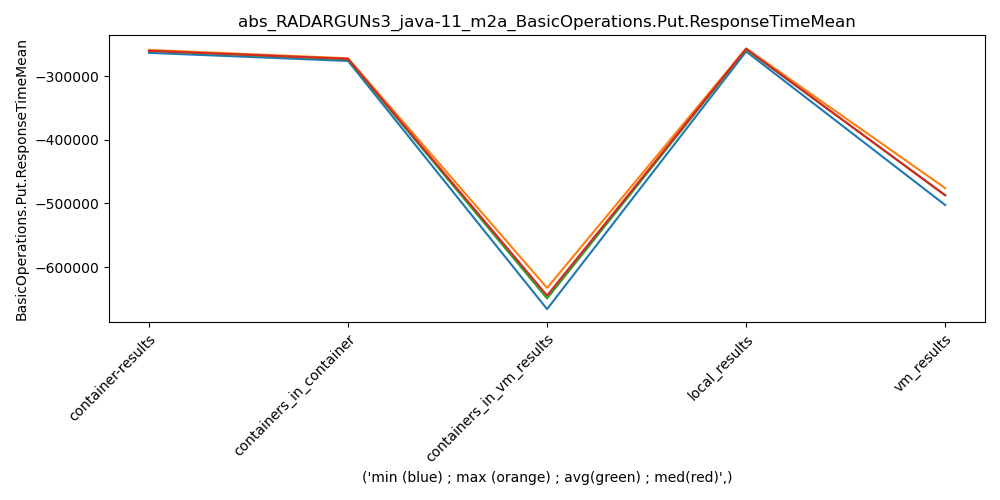 abs_RADARGUNs3_java-11_m2a_BasicOperations.Put.ResponseTimeMean
BasicOperations.Put.ResponseTimeMean
−300000
−400000
−500000
−600000
container-results
containers_in_container
containers_in_vm_results
local_results
vm_results
('min (blue) ; max (orange) ; avg(green) ; med(red)',)